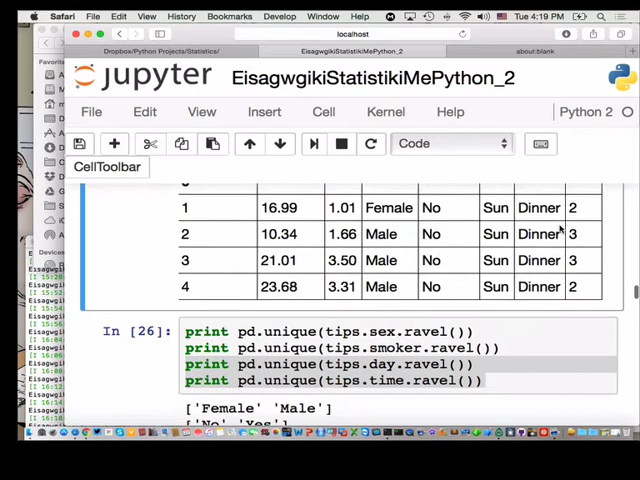 Safari File Edit View History Bookmarks Develop Window Help Tue 4:19 PM
localhost
Dropbox/Python Projects/Statistics/ EisagwgikiStatistikiMePython_2 about:blank
Favorites
jupyter EisagwgikiStatistikiMePython_2
File Edit View Insert Cell Kernel Help Python 2
Code
CellToolbar
1 16.99 1.01 Female No Sun Dinner 2
2 10.34 1.66 Male No Sun Dinner 3
3 21.01 3.50 Male No Sun Dinner 3
4 23.68 3.31 Male No Sun Dinner 2
In [26]: print pd.unique(tips.sex.ravel())
print pd.unique(tips.smoker.ravel())
print pd.unique(tips.day.ravel())
print pd.unique(tips.time.ravel())
['Female' 'Male']
['No' 'Yes']